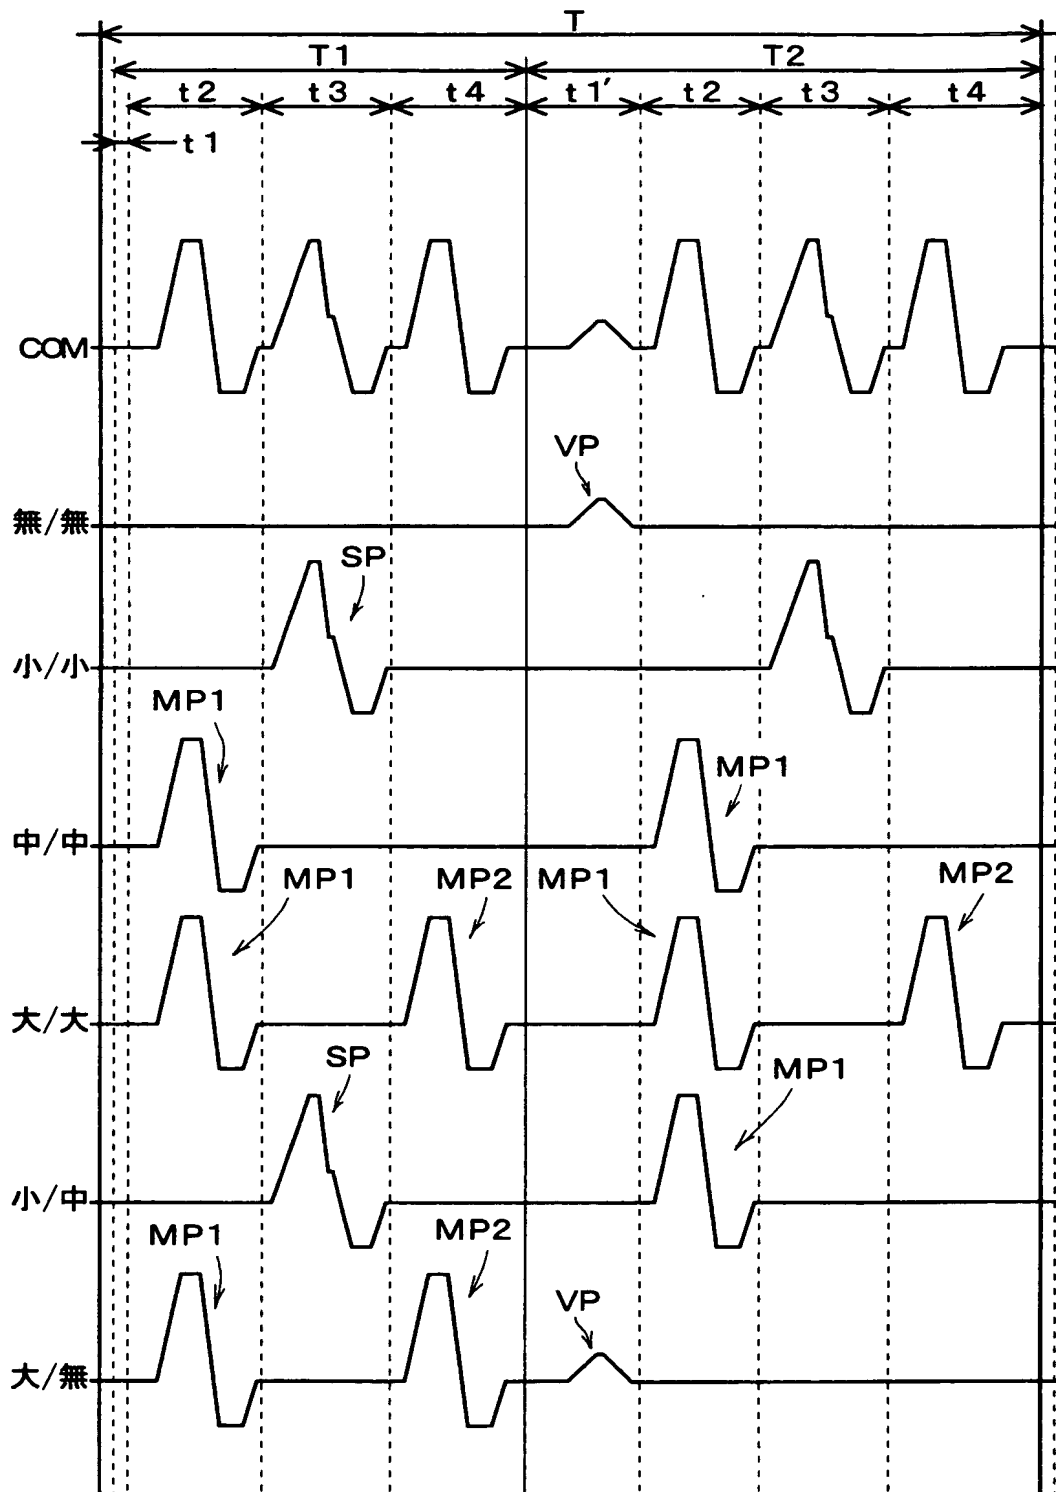 T
T1 T2
t2 t3 t4 t1′ t2 t3 t4
t1
COM
VP
無/無
SP
小/小
MP1
MP1
中/中
MP1 MP2 MP1 MP2
大/大
SP MP1
小/中
MP1 MP2
VP
大/無